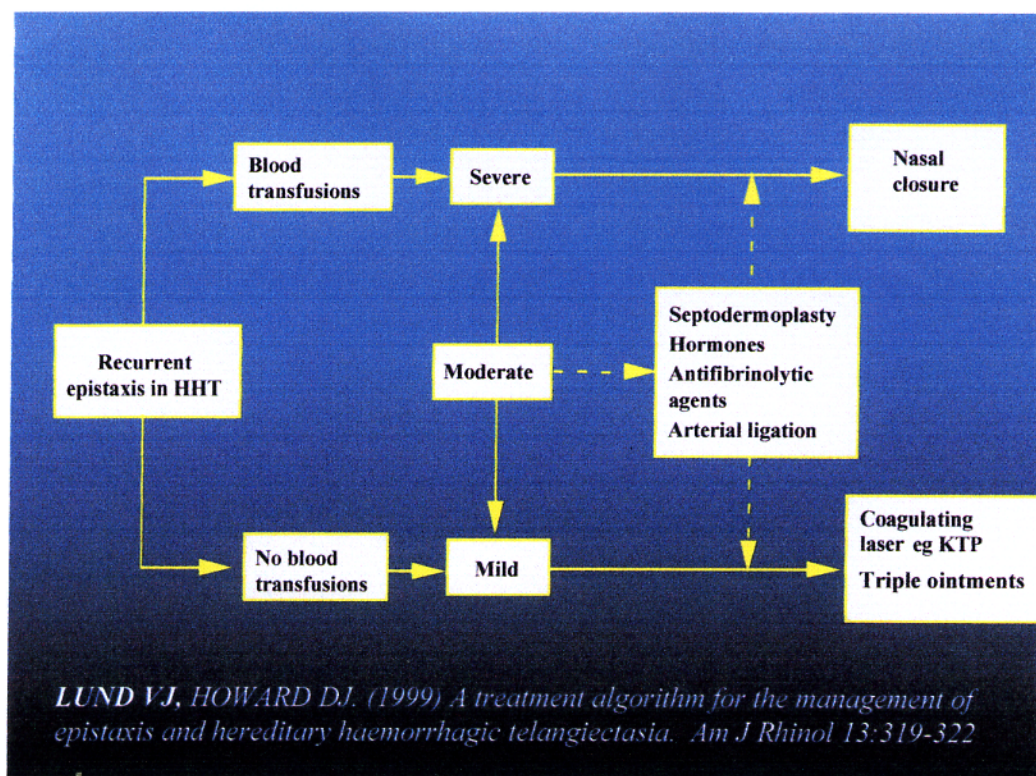 Blood
transfusions
Severe
Nasal
closure
Recurrent
epistaxis in HHT
Moderate
Septodermoplasty
Hormones
Antifibrinolytic
agents
Arterial ligation
No blood
transfusions
Mild
Coagulating
laser eg KTP
Triple ointments
LUND VJ, HOWARD DJ. (1999) A treatment algorithm for the management of
epistaxis and hereditary haemorrhagic telangiectasia. Am J Rhinol 13:319-322